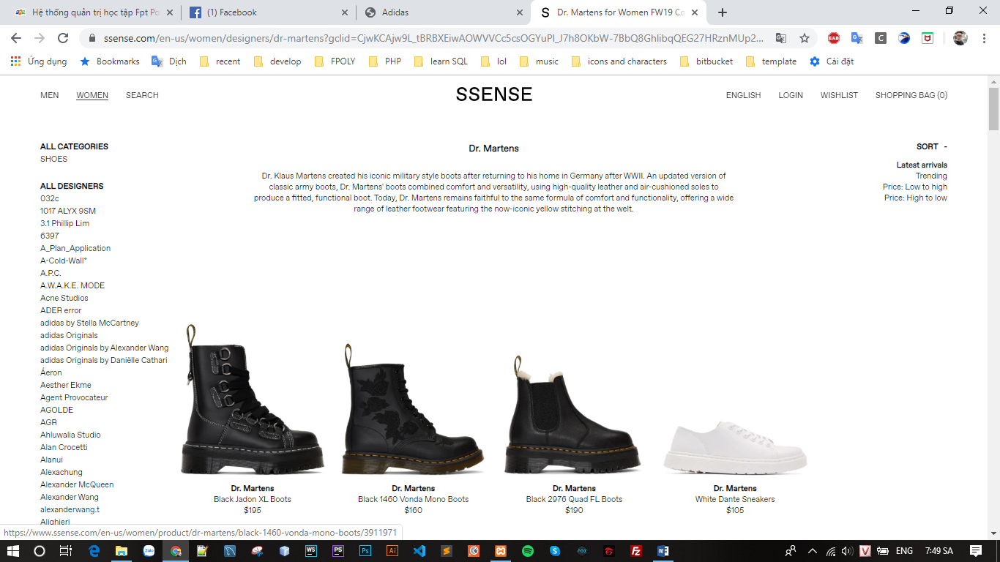 Hệ thống quản trị học tập Fpt Po
(1) Facebook
Adidas
Dr. Martens for Women FW19 Co
ssense.com/en-us/women/designers/dr-martens?gclid=CjwKCAjw9L_tBRBXEiwAOWVVCc5csOGYuPl_J7h8OKbW-7BbQ8GhlibqQEG27HRznMUp2...
Ứng dụng
Bookmarks
Dịch
recent
develop
FPOLY
PHP
learn SQL
lol
music
icons and characters
bitbucket
template
Cài đặt
MEN
WOMEN
SEARCH
SSENSE
ENGLISH
LOGIN
WISHLIST
SHOPPING BAG (0)
ALL CATEGORIES
SHOES
ALL DESIGNERS
032c
1017 ALYX 9SM
3.1 Phillip Lim
6397
A_Plan_Application
A-Cold-Wall*
A.P.C.
A.W.A.K.E. MODE
Acne Studios
ADER error
adidas by Stella McCartney
adidas Originals
adidas Originals by Alexander Wang
adidas Originals by Daniëlle Cathari
Áeron
Aesther Ekme
Agent Provocateur
AGOLDE
AGR
Ahluwalia Studio
Alan Crocetti
Alanui
Alexachung
Alexander McQueen
Alexander Wang
alexanderwang.t
Alighieri
Dr. Martens
Dr. Klaus Martens created his iconic military style boots after returning to his home in Germany after WWII. An updated version of
classic army boots, Dr. Martens' boots combined comfort and versatility, using high-quality leather and air-cushioned soles to
produce a fitted, functional boot. Today, Dr. Martens remains faithful to the same formula of comfort and functionality, offering a wide
range of leather footwear featuring the now-iconic yellow stitching at the welt.
SORT -
Latest arrivals
Trending
Price: Low to high
Price: High to low
Dr. Martens
Black Jadon XL Boots
$195
Dr. Martens
Black 1460 Vonda Mono Boots
$160
Dr. Martens
Black 2976 Quad FL Boots
$190
Dr. Martens
White Dante Sneakers
$105
https://www.ssense.com/en-us/women/product/dr-martens/black-1460-vonda-mono-boots/3911971
ENG
7:49 SA